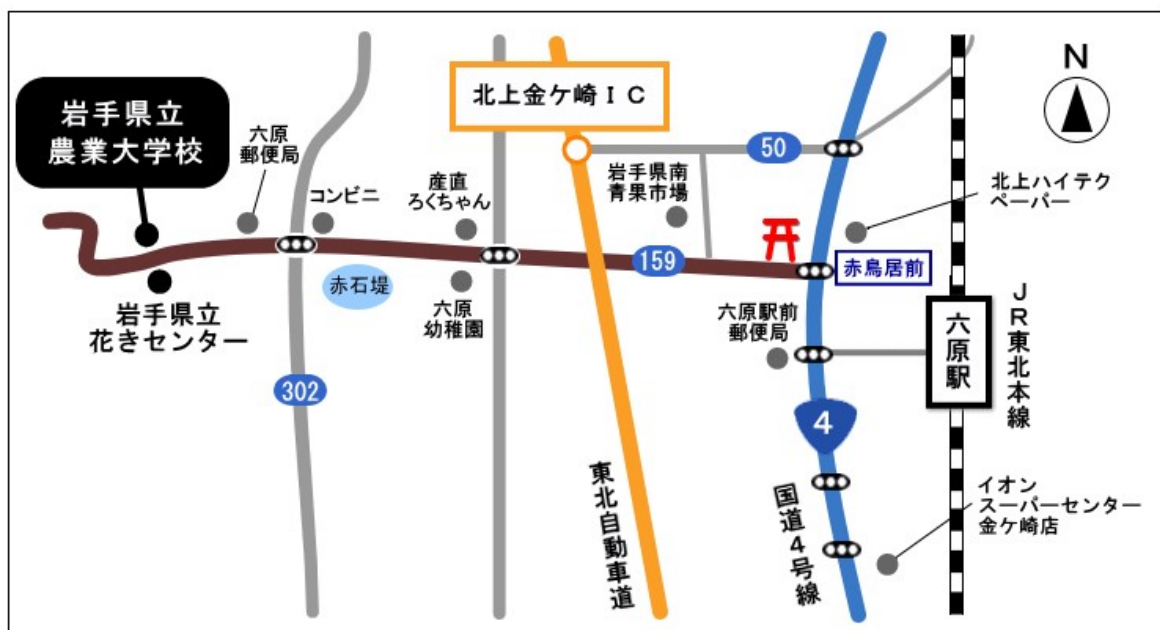 岩手県立
農業大学校
六原
郵便局
コンビニ
産直
ろくちゃん
北上金ケ崎IC
岩手県南
青果市場
50
N
北上ハイテク
ペーパー
159
赤鳥居前
赤石堤
岩手県立
花きセンター
六原
幼稚園
六原駅前
郵便局
六原駅
JR東北本線
302
4
東北自動車道
国道4号線
イオン
スーパーセンター
金ケ崎店